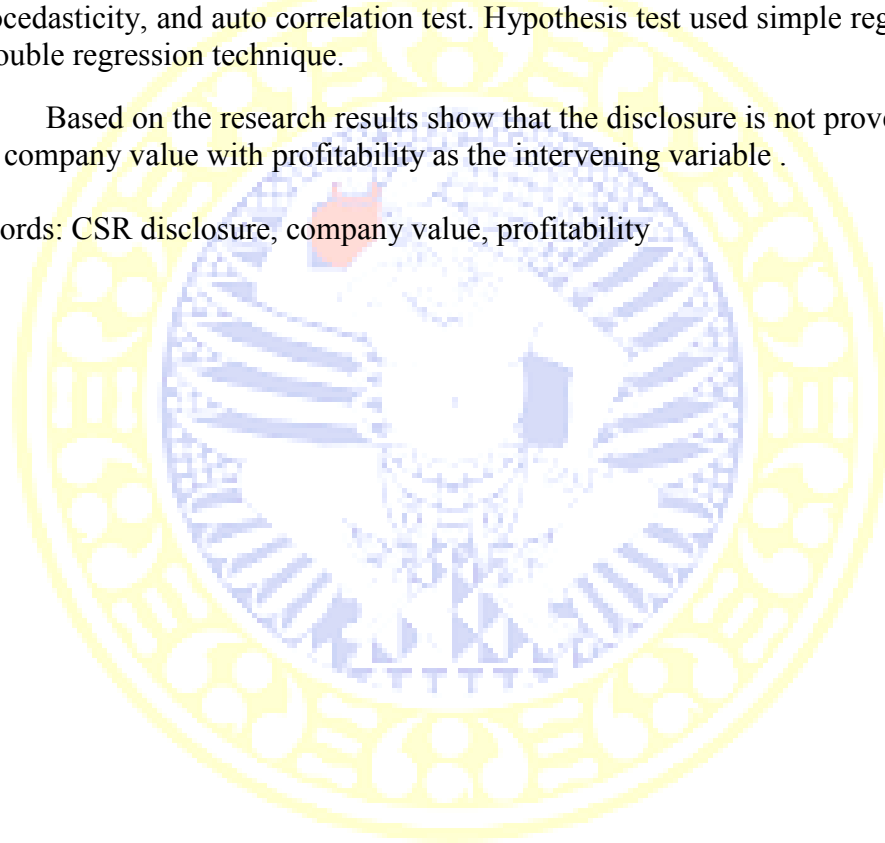 ocedasticity, and auto correlation test. Hypothesis test used simple reg
ouble regression technique.
Based on the research results show that the disclosure is not prove
company value with profitability as the intervening variable .
ords: CSR disclosure, company value, profitability